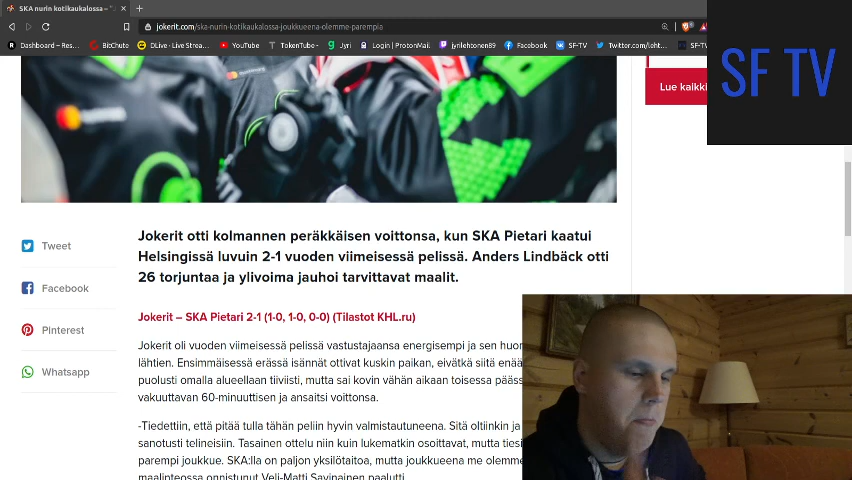 SKA nurin kotikaukalossa – "J
jokerit.com/ska-nurin-kotikaukalossa-joukkueena-olemme-parempia
Dashboard – Res... BitChute DLive · Live Strea... YouTube TokenTube · Jyri Login | ProtonMail jyrilehtonen89 Facebook SF-TV Twitter.com/leht... SF-TV
SF TV
Lue kaikki
Jokerit otti kolmannen peräkkäisen voittonsa, kun SKA Pietari kaatui
Helsingissä luvuin 2-1 vuoden viimeisessä pelissä. Anders Lindbäck otti
26 torjuntaa ja ylivoima jauhoi tarvittavat maalit.
Tweet
Facebook
Pinterest
Whatsapp
Jokerit – SKA Pietari 2-1 (1-0, 1-0, 0-0) (Tilastot KHL.ru)
Jokerit oli vuoden viimeisessä pelissä vastustajaansa energisempi ja sen huom
lähtien. Ensimmäisessä erässä isännät ottivat kuskin paikan, eivätkä siitä enää
puolusti omalla alueellaan tiiviisti, mutta sai kovin vähän aikaan toisessa pääss
vakuuttavan 60-minuuttisen ja ansaitsi voittonsa.
-Tiedettiin, että pitää tulla tähän peliin hyvin valmistautuneena. Sitä oltiinkin ja
sanotusti telineisiin. Tasainen ottelu niin kuin lukematkin osoittavat, mutta tiesi
parempi joukkue. SKA:lla on paljon yksilötaitoa, mutta joukkueena me olemme
maalinteossa onnistunut Veli-Matti Savinainen paalutti.